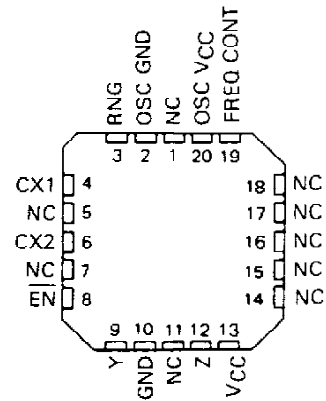 RNG
OSC GND
NC
OSC VCC
FREQ CONT
3 2 1 20 19
CX1 4
NC 5
CX2 6
NC 7
E̅N̅ 8
18 NC
17 NC
16 NC
15 NC
14 NC
9 10 11 12 13
Y
GND
NC
Z
VCC